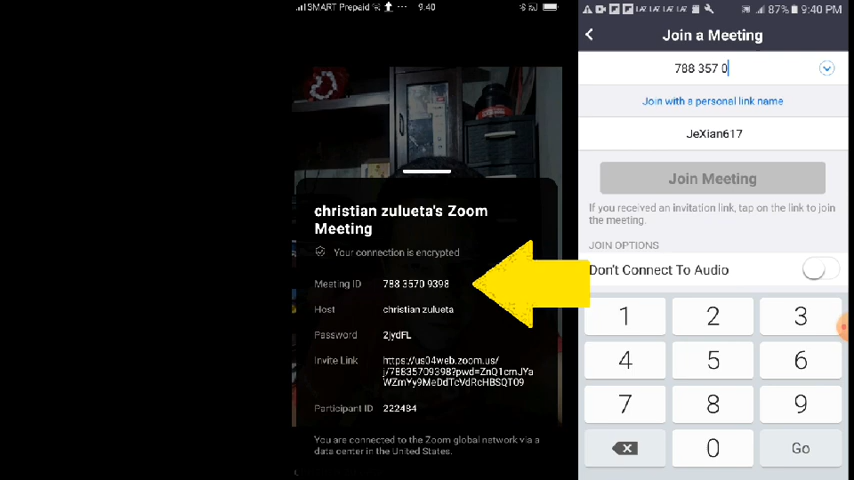 SMART Prepaid
9:40
christian zulueta's Zoom
Meeting
Your connection is encrypted
Meeting ID 788 3570 9398
Host christian zulueta
Password 2jydFL
Invite Link https://us04web.zoom.us/
j/78835709398?pwd=ZnQ1cmJYa
WZmYy9MeDdTcVdRcHBSQT09
Participant ID 222484
You are connected to the Zoom global network via a
data center in the United States.
87% 9:40 PM
Join a Meeting
788 357 0
Join with a personal link name
JeXian617
Join Meeting
If you received an invitation link, tap on the link to join
the meeting.
JOIN OPTIONS
Don't Connect To Audio
1 2 3
4 5 6
7 8 9
0 Go